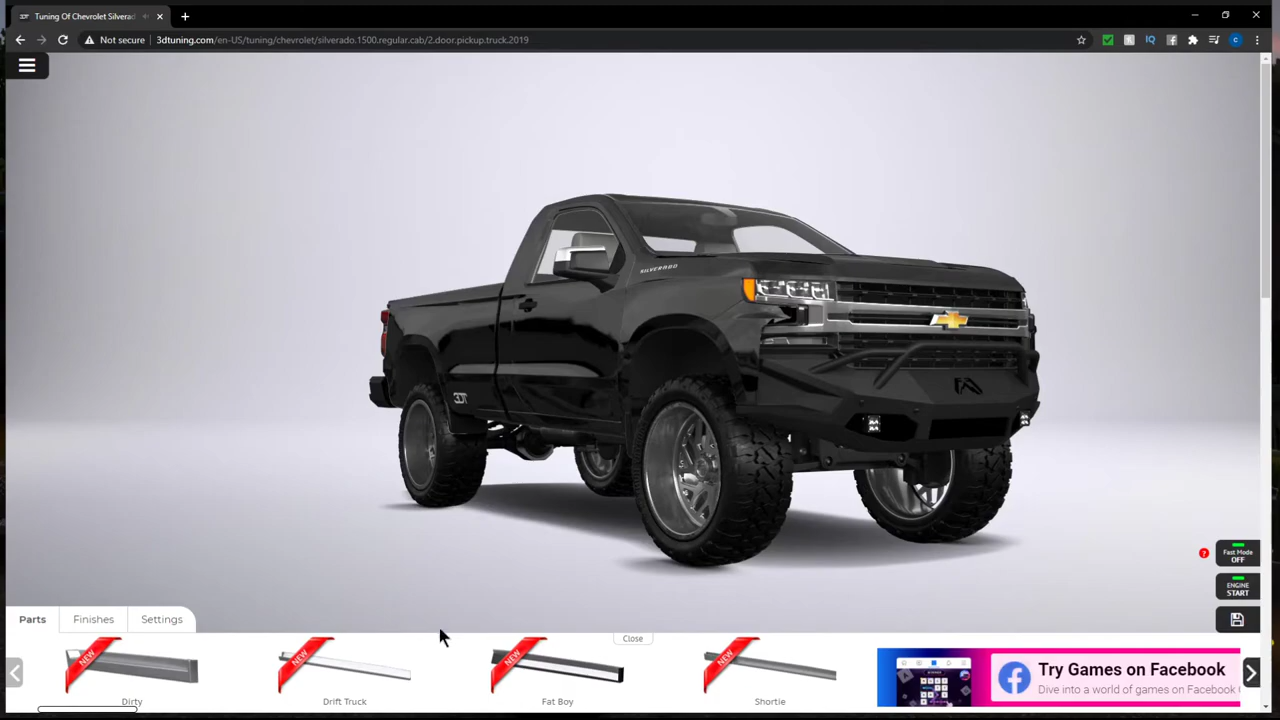 Tuning Of Chevrolet Silverad
Not secure
3dtuning.com/en-US/tuning/chevrolet/silverado.1500.regular.cab/2.door.pickup.truck.2019
IQ
c
SILVERADO
3DT
?
Fast Mode
OFF
ENGINE
START
Parts
Finishes
Settings
Close
NEW
NEW
NEW
NEW
Dirty
Drift Truck
Fat Boy
Shortie
Try Games on Facebook
Dive into a world of games on Facebook